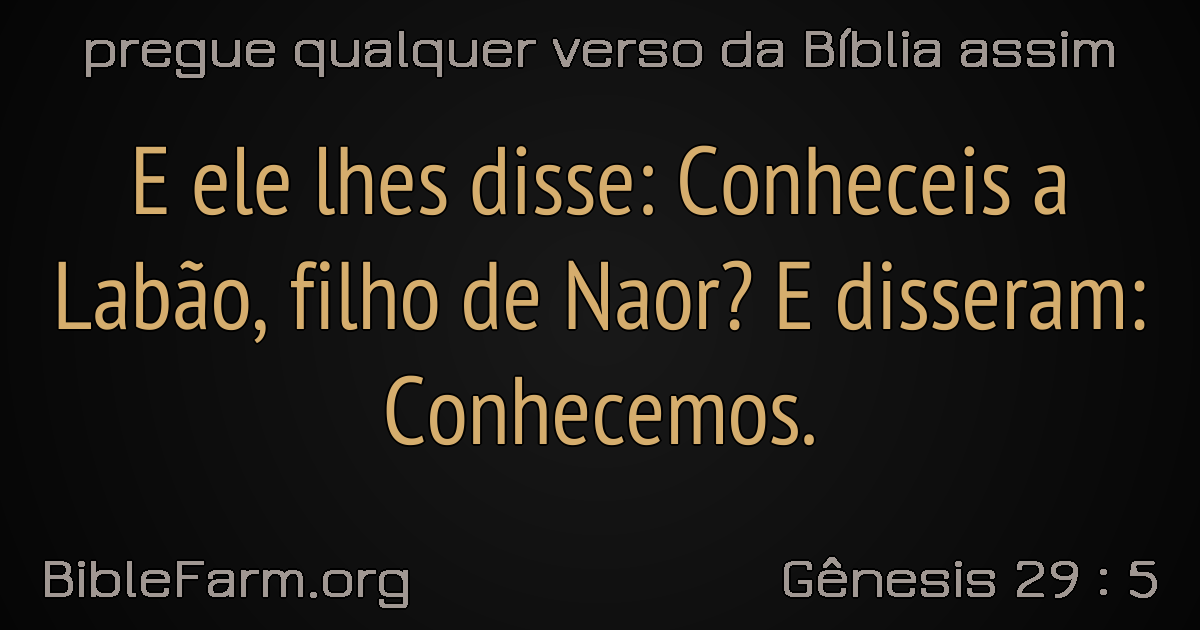 pregue qualquer verso da Bíblia assim
E ele lhes disse: Conheceis a
Labão, filho de Naor? E disseram:
Conhecemos.
BibleFarm.org
Gênesis 29 : 5